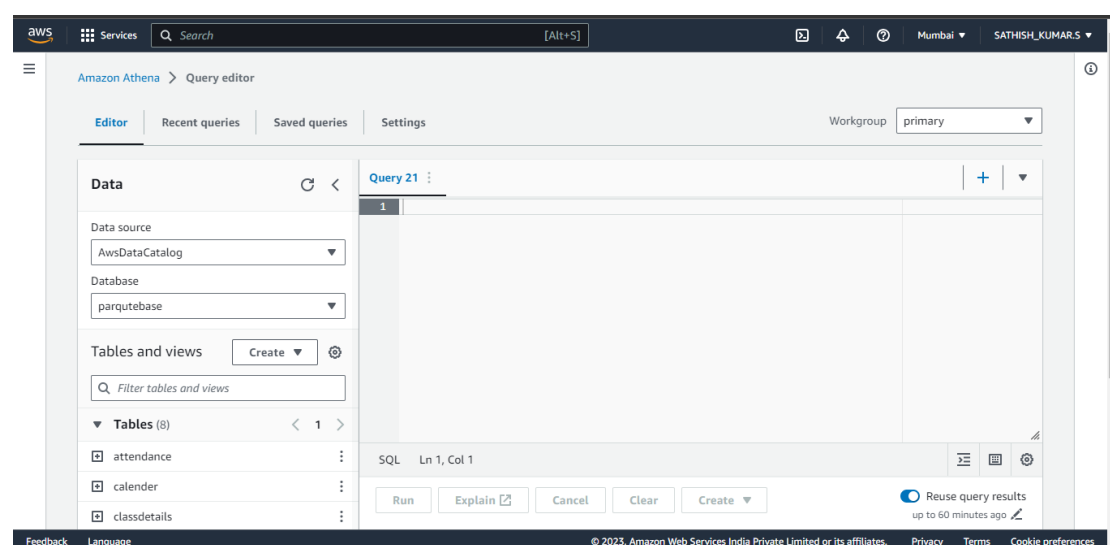 aws Services Search [Alt+S] Mumbai SATHISH_KUMAR.S
Amazon Athena > Query editor
Editor Recent queries Saved queries Settings Workgroup primary
Data
Query 21
1
Data source
AwsDataCatalog
Database
parqutebase
Tables and views Create
Filter tables and views
Tables (8) < 1 >
attendance
calender
classdetails
SQL Ln 1, Col 1
Run Explain Cancel Clear Create
Reuse query results
up to 60 minutes ago
Feedback Language © 2023, Amazon Web Services India Private Limited or its affiliates. Privacy Terms Cookie preferences